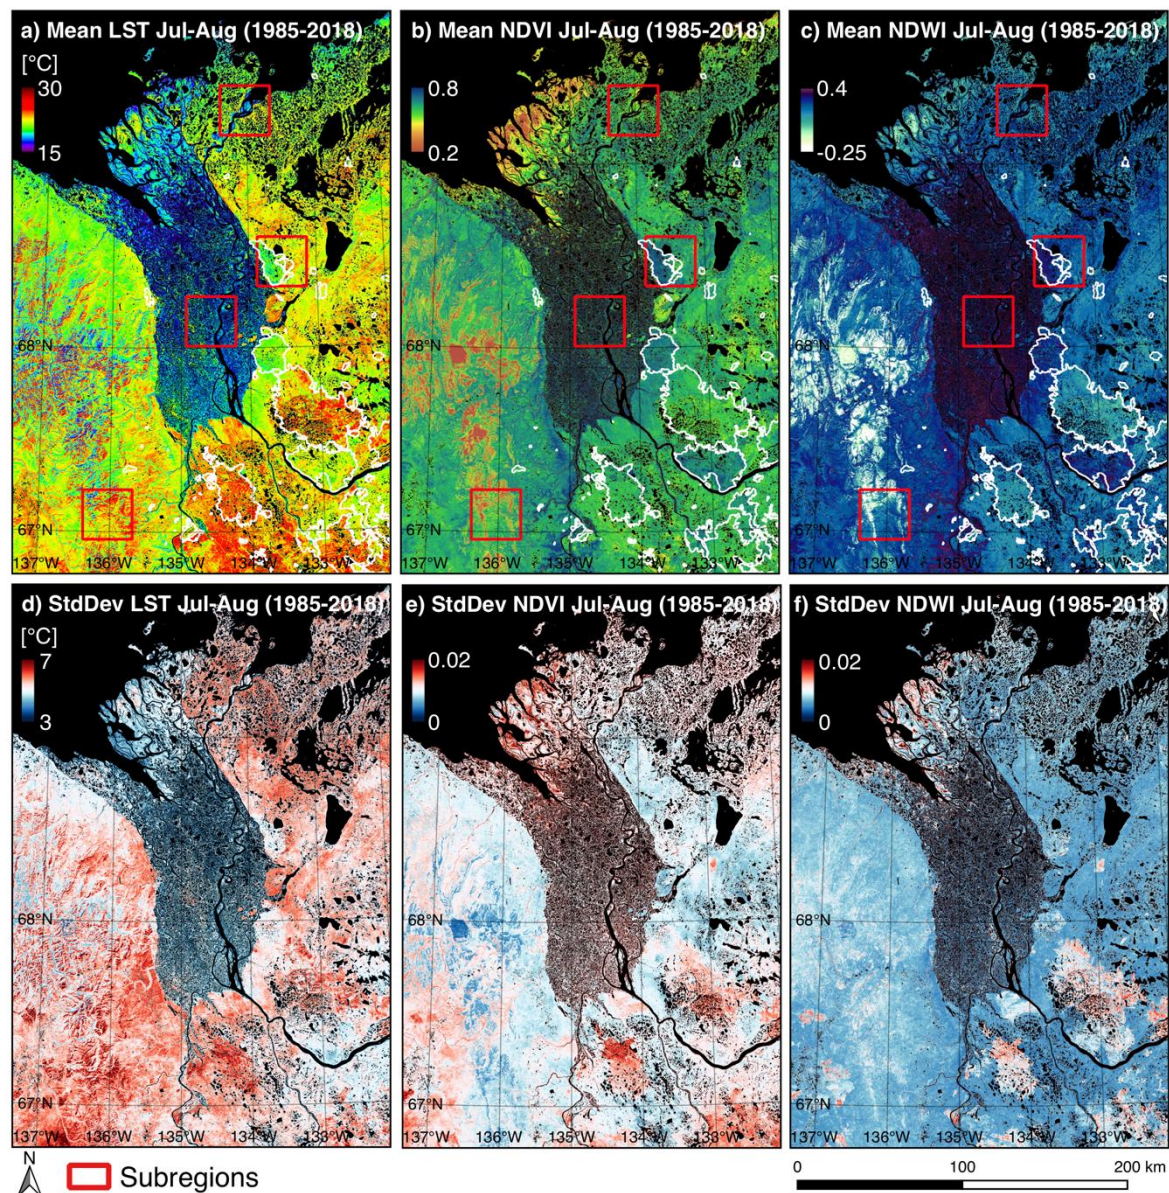 a) Mean LST Jul-Aug (1985-2018)
[°C]
30
15
68°N
67°N
137°W 136°W 135°W 134°W 133°W
b) Mean NDVI Jul-Aug (1985-2018)
0.8
0.2
68°N
67°N
137°W 136°W 135°W 134°W 133°W
c) Mean NDWI Jul-Aug (1985-2018)
0.4
-0.25
68°N
67°N
137°W 136°W 135°W 134°W 133°W
d) StdDev LST Jul-Aug (1985-2018)
[°C]
7
3
68°N
67°N
137°W 136°W 135°W 134°W 133°W
e) StdDev NDVI Jul-Aug (1985-2018)
0.02
0
68°N
67°N
137°W 136°W 135°W 134°W 133°W
f) StdDev NDWI Jul-Aug (1985-2018)
0.02
0
68°N
67°N
137°W 136°W 135°W 134°W 133°W
N
Subregions
0 100 200 km